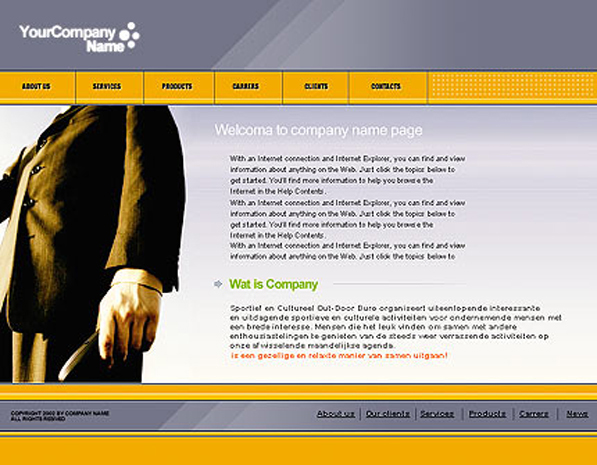 YourCompany
Name
ABOUT US SERVICES PRODUCTS CARRERS CLIENTS CONTACTS
Welcoma to company name page
With an Internet connection and Internet Explorer, you can find and view
information about anything on the Web. Just click the topics below to
get started. You'll find more information to help you browse the
Internet in the Help Contents.
With an Internet connection and Internet Explorer, you can find and view
information about anything on the Web. Just click the topics below to
get started. You'll find more information to help you browse the
Internet in the Help Contents.
With an Internet connection and Internet Explorer, you can find and view
information about anything on the Web. Just click the topics below to
Wat is Company
Sportief en Cultureel Out-Door Duro organiseert uiteenlopende interessante
en uitdagende sportieve en culturele activiteiten voor ondernemende mensen met
een brede interesse. Mensen die het leuk vinden om samen met andere
enthousiastelingen te genieten van de steeds weer verrassende activiteiten op
onze afwisselende maandelijkse agenda.
is een gezellige en relaxte manier van samen uitgaan!
COPYRIGHT 2002 BY COMPANY NAME
ALL RIGHTS RESIVED
About us Our clients Services Products Carrers News